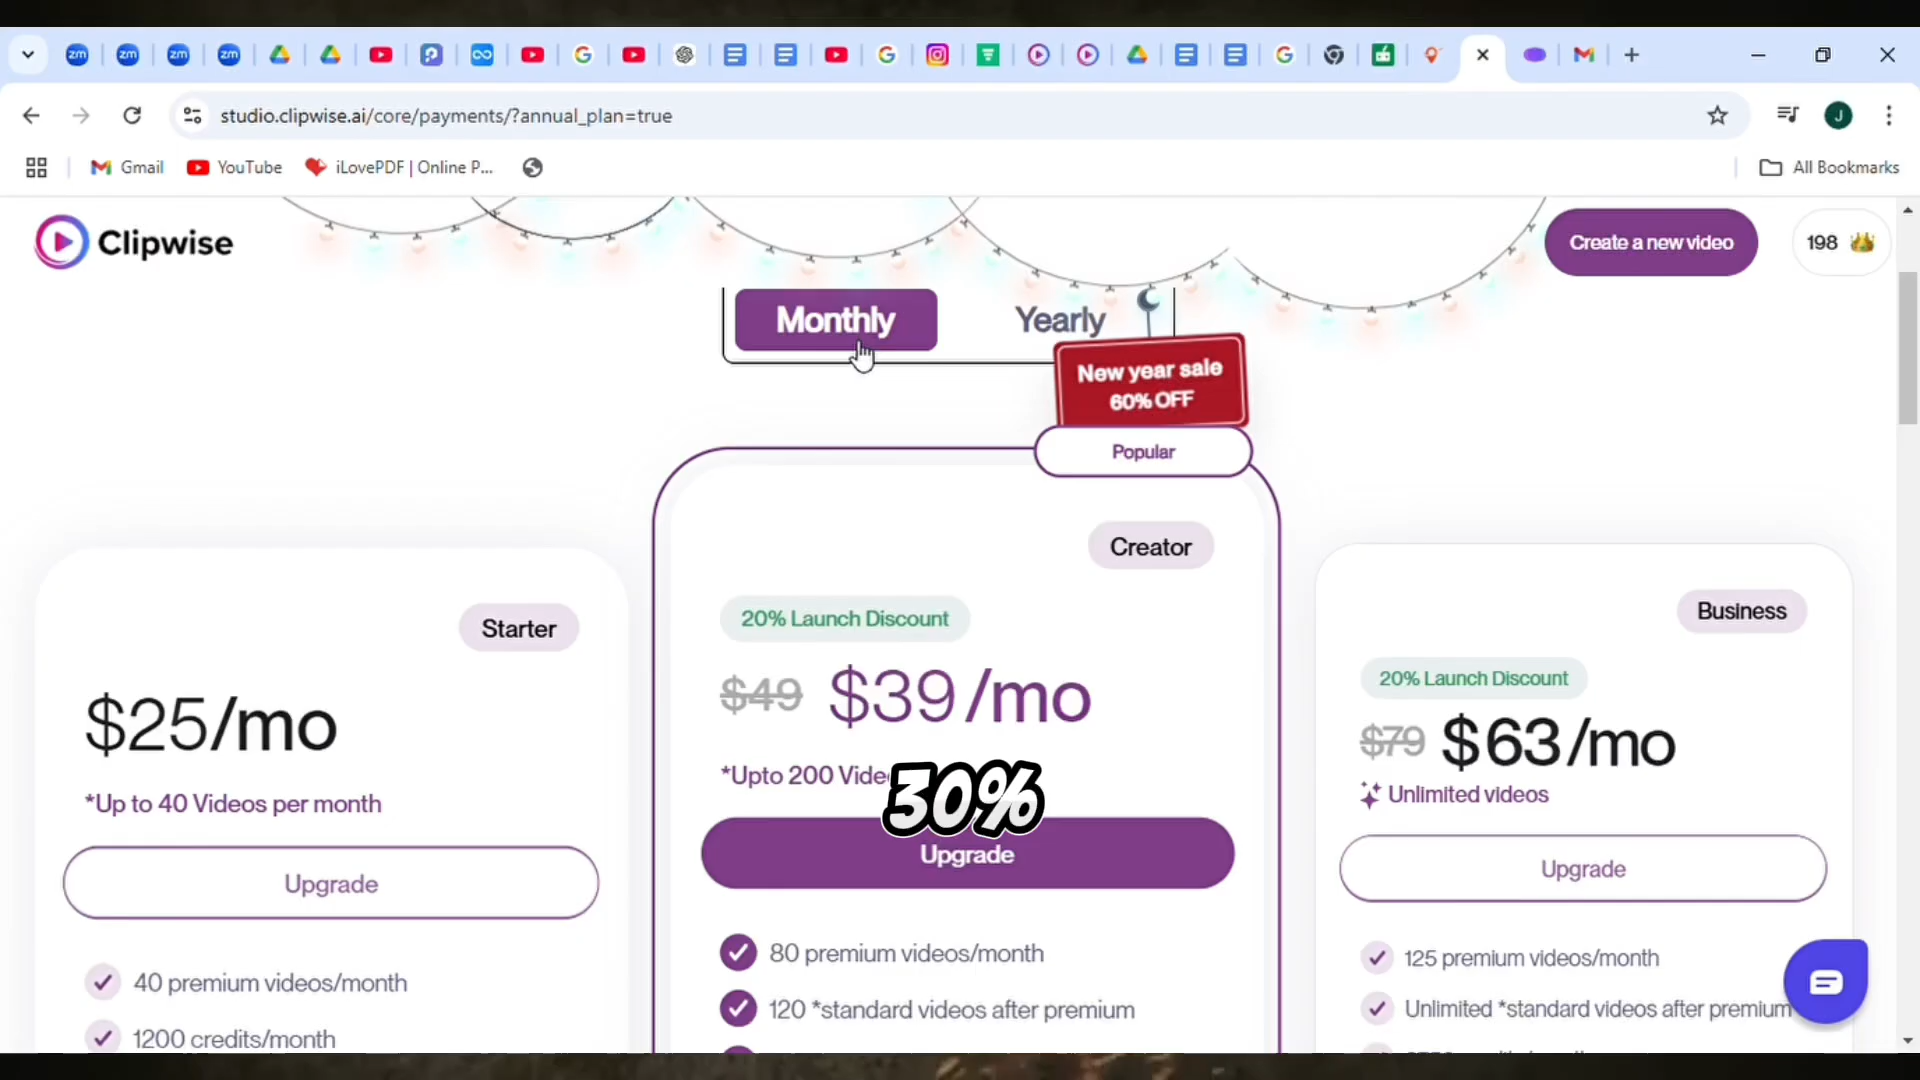 zm
zm
zm
zm
studio.clipwise.ai/core/payments/?annual_plan=true
J
Gmail
YouTube
iLovePDF | Online P...
All Bookmarks
Clipwise
Create a new video
198
Monthly
Yearly
New year sale
60% OFF
Popular
Creator
20% Launch Discount
$49 $39/mo
*Upto 200 Vide
30%
Upgrade
80 premium videos/month
120 *standard videos after premium
Starter
$25/mo
*Up to 40 Videos per month
Upgrade
40 premium videos/month
1200 credits/month
Business
20% Launch Discount
$79 $63/mo
Unlimited videos
Upgrade
125 premium videos/month
Unlimited *standard videos after premium